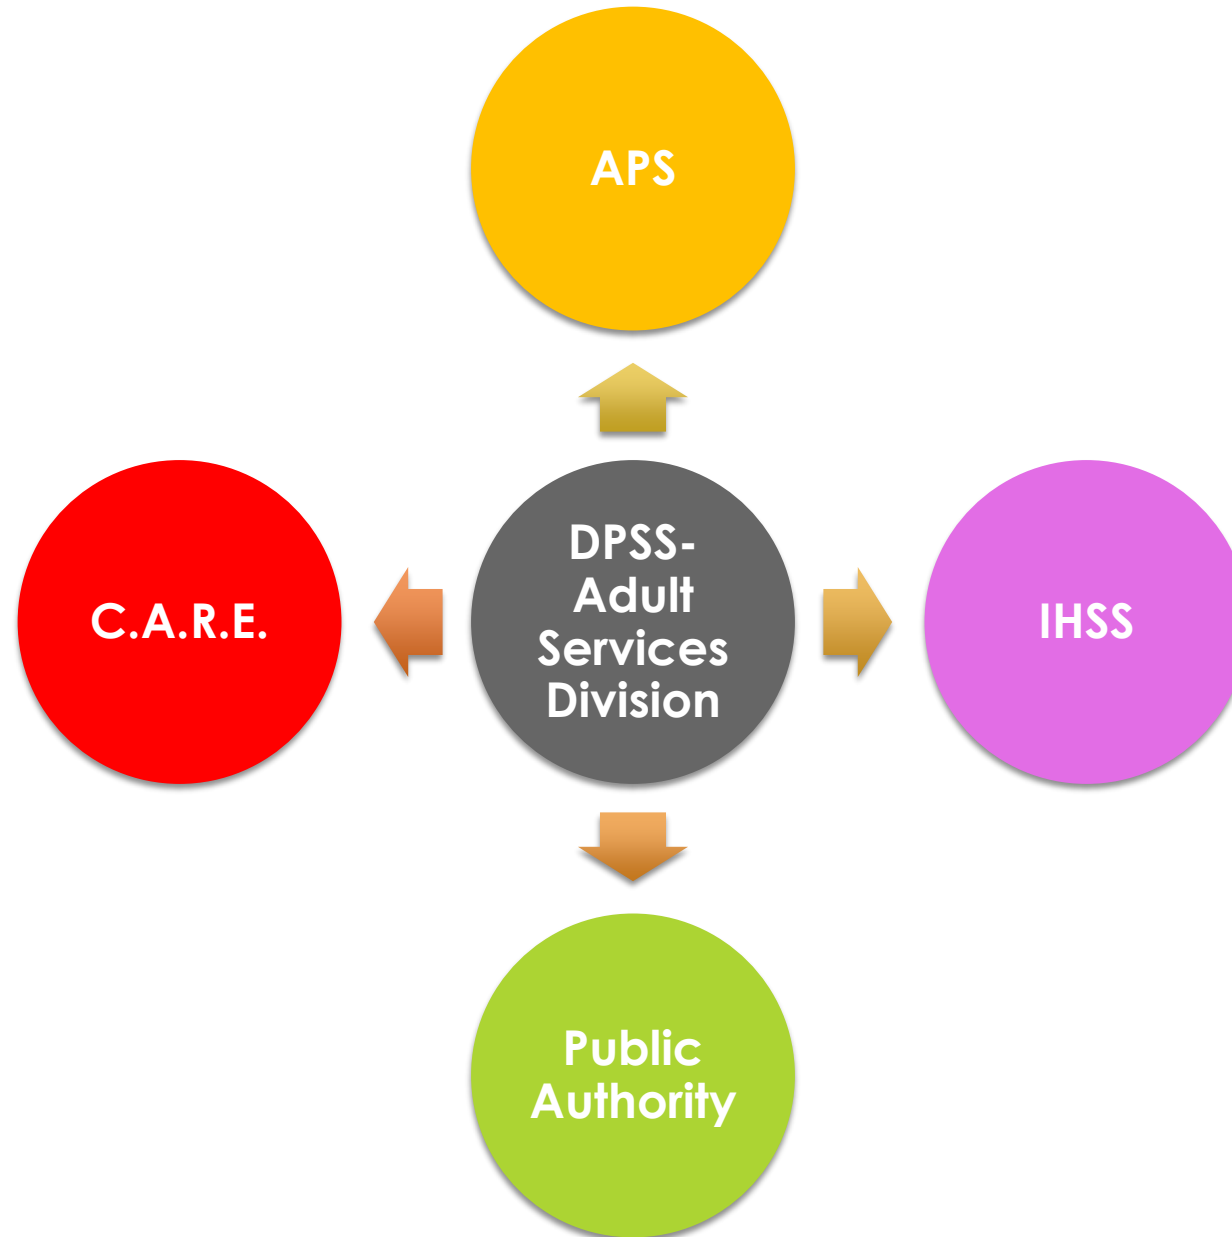 APS
C.A.R.E.
DPSS-
Adult
Services
Division
IHSS
Public
Authority